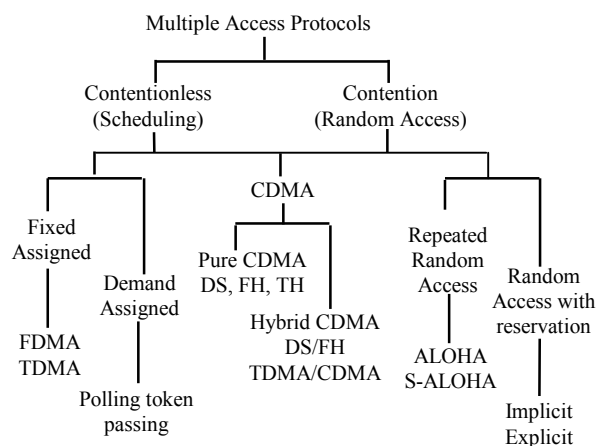 Multiple Access Protocols
Contentionless
(Scheduling)
Contention
(Random Access)
CDMA
Fixed
Assigned
FDMA
TDMA
Demand
Assigned
Polling token
passing
Pure CDMA
DS, FH, TH
Hybrid CDMA
DS/FH
TDMA/CDMA
Repeated
Random
Access
ALOHA
S-ALOHA
Random
Access with
reservation
Implicit
Explicit